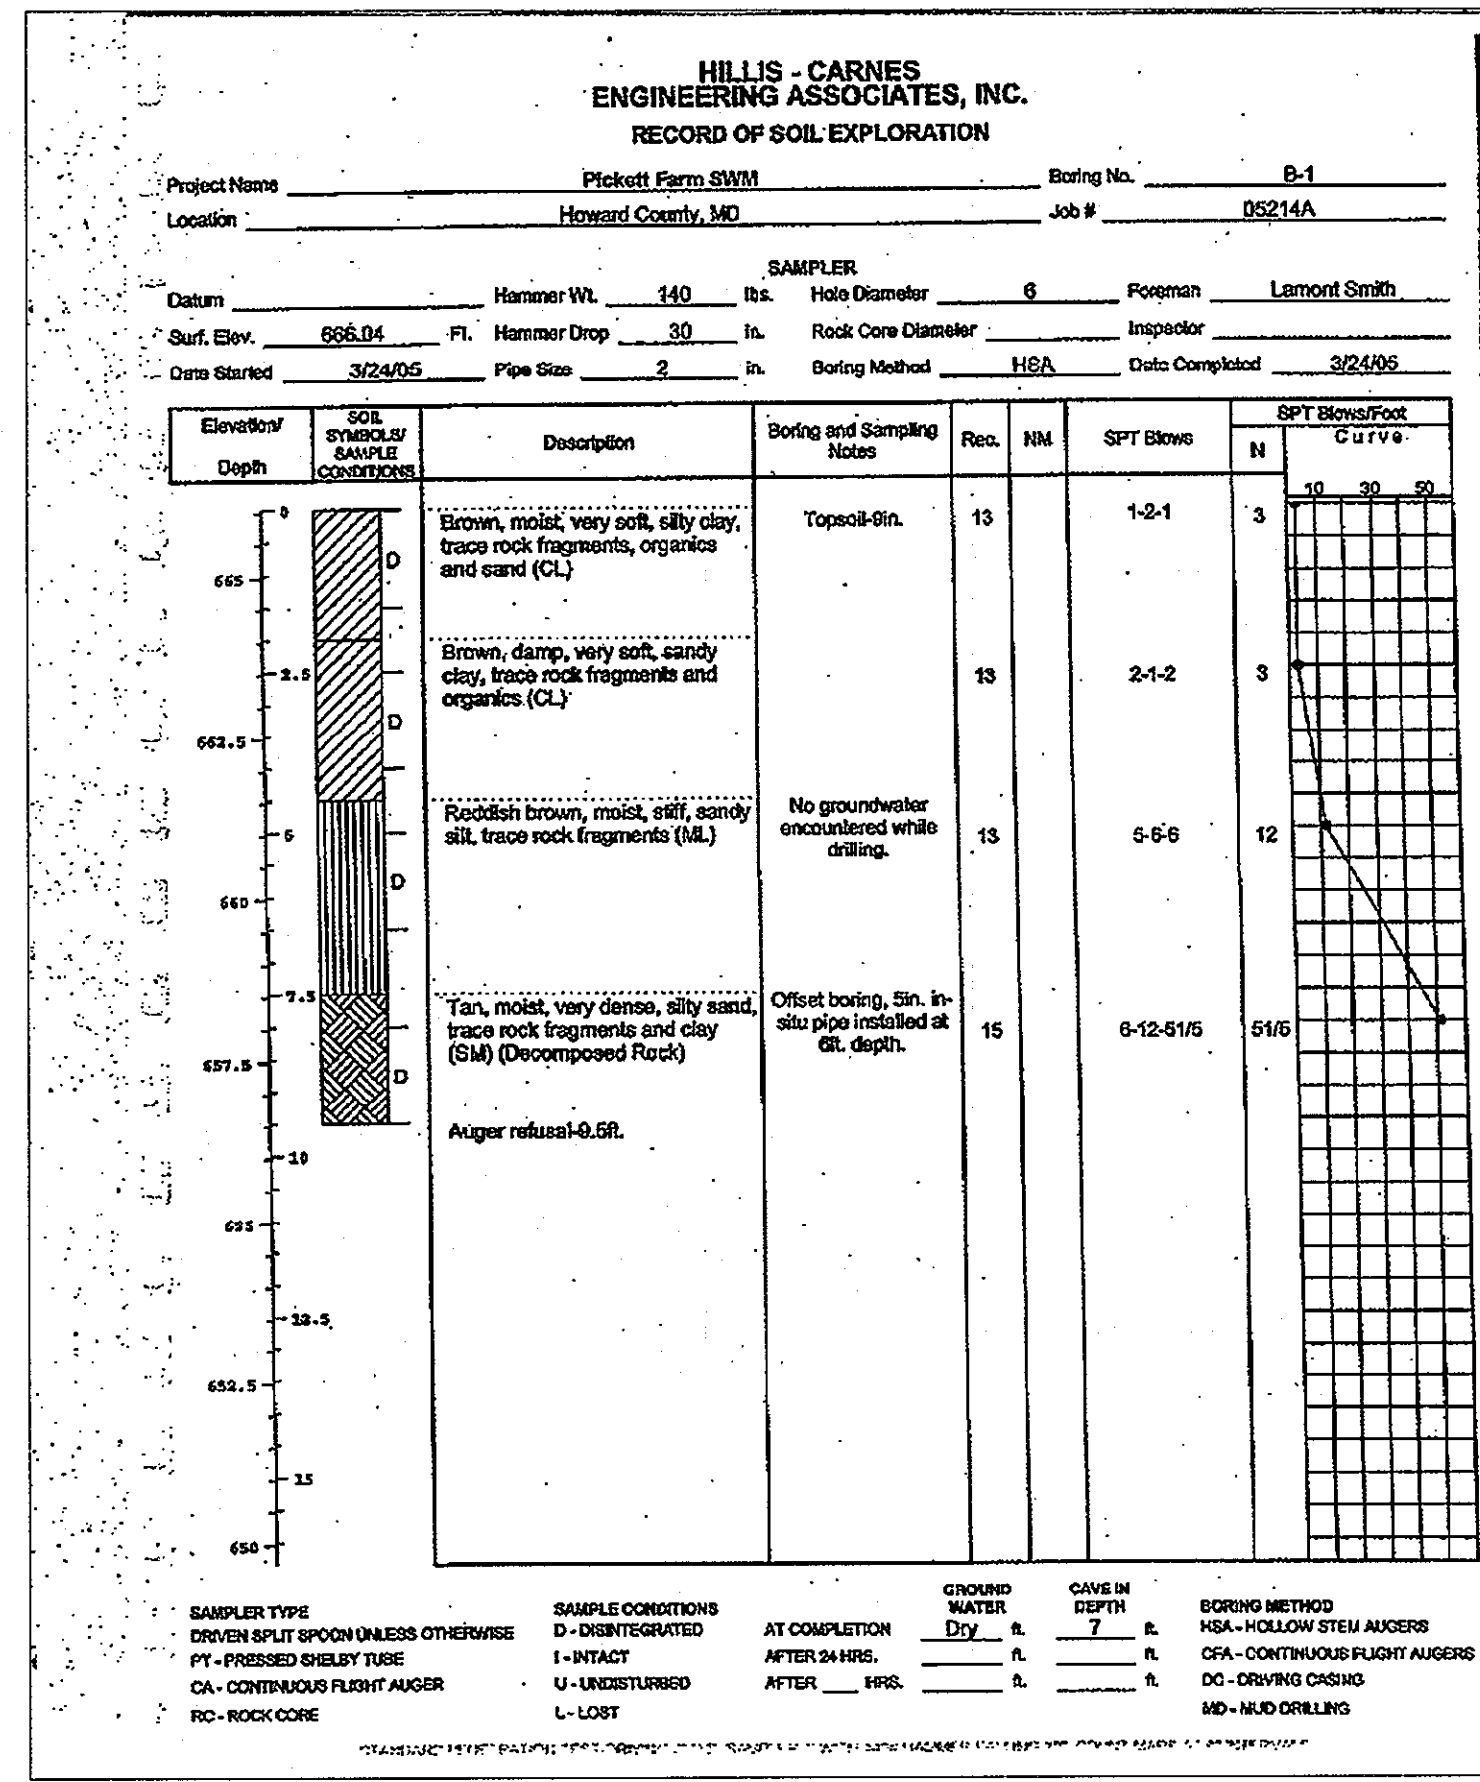 HILLIS - CARNES
ENGINEERING ASSOCIATES, INC.
RECORD OF SOIL EXPLORATION
Project Name Pickett Farm SWM Boring No. B-1
Location Howard County, MD Job # 05214A
SAMPLER
Datum Hammer Wt. 140 lbs. Hole Diameter 6 Foreman Lamont Smith
Surf. Elev. 666.04 Ft. Hammer Drop 30 in. Rock Core Diameter Inspector
Date Started 3/24/05 Pipe Size 2 in. Boring Method HSA Date Completed 3/24/05
Elevation/
Depth
SOIL
SYMBOLS/
SAMPLE
CONDITIONS
Description
Boring and Sampling
Notes
Rec.
NM
SPT Blows
SPT Blows/Foot
N
Curve
10 30 50
0
Brown, moist, very soft, silty clay,
trace rock fragments, organics
and sand (CL)
Topsoil-9in.
13
1-2-1
3
D
665
Brown, damp, very soft, sandy
clay, trace rock fragments and
organics (CL)
2.5
13
2-1-2
3
D
662.5
Reddish brown, moist, stiff, sandy
silt, trace rock fragments (ML)
No groundwater
encountered while
drilling.
5
13
5-6-6
12
D
660
7.5
Tan, moist, very dense, silty sand,
trace rock fragments and clay
(SM) (Decomposed Rock)
Offset boring, 5in. in-
situ pipe installed at
6ft. depth.
15
6-12-51/5
51/5
657.5
D
Auger refusal-9.5ft.
10
655
12.5
652.5
15
650
SAMPLER TYPE
DRIVEN SPLIT SPOON UNLESS OTHERWISE
PT - PRESSED SHELBY TUBE
CA - CONTINUOUS FLIGHT AUGER
RC - ROCK CORE
SAMPLE CONDITIONS
D - DISINTEGRATED
I - INTACT
U - UNDISTURBED
L - LOST
GROUND
WATER
CAVE IN
DEPTH
AT COMPLETION Dry ft. 7 ft.
AFTER 24 HRS. ft. ft.
AFTER ___ HRS. ft. ft.
BORING METHOD
HSA - HOLLOW STEM AUGERS
CFA - CONTINUOUS FLIGHT AUGERS
DC - DRIVING CASING
MD - MUD DRILLING